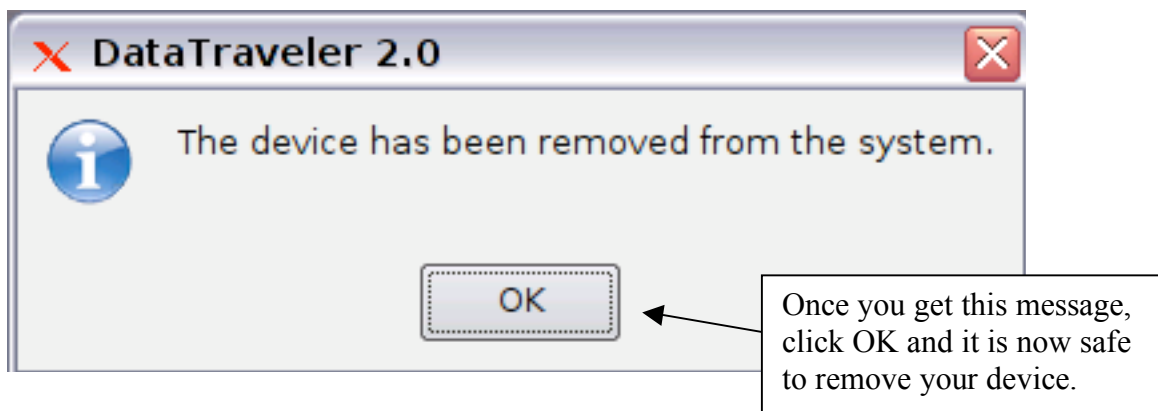 DataTraveler 2.0
The device has been removed from the system.
OK
Once you get this message,
click OK and it is now safe
to remove your device.